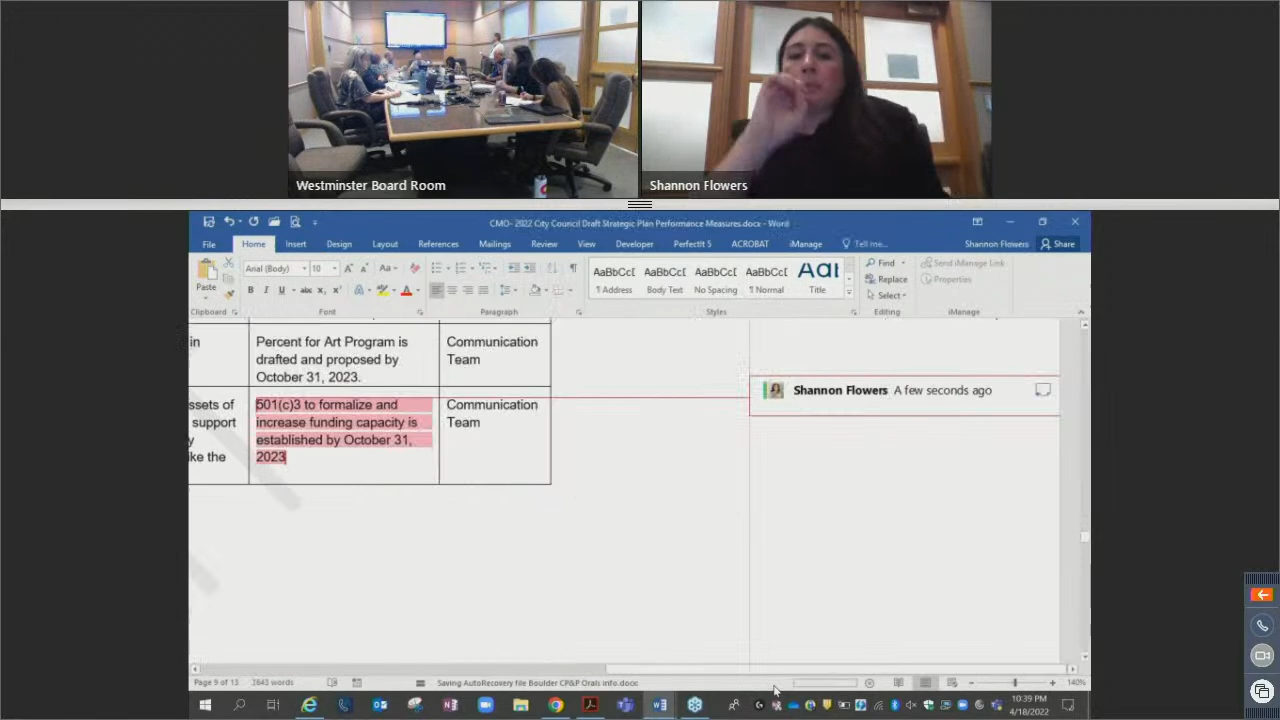 Westminster Board Room
Shannon Flowers
CMO- 2022 City Council Draft Strategic Plan Performance Measures.docx - Word
File Home Insert Design Layout References Mailings Review View Developer PerfectIt 5 ACROBAT iManage Tell me... Shannon Flowers Share
Paste
Arial (Body) 10
AaBbCcI AaBbCcI AaBbCcI AaBbCcI AaI
¶ Address Body Text No Spacing ¶ Normal Title
Find
Replace
Select
Send iManage Link
Properties
Clipboard Font Paragraph Styles Editing iManage
in
Percent for Art Program is
drafted and proposed by
October 31, 2023.
Communication
Team
ssets of
support
y
ike the
501(c)3 to formalize and
increase funding capacity is
established by October 31,
2023
Communication
Team
Shannon Flowers A few seconds ago
Page 9 of 13 2643 words Saving AutoRecovery file Boulder CP&P Orals info.docx 140%
10:39 PM
4/18/2022